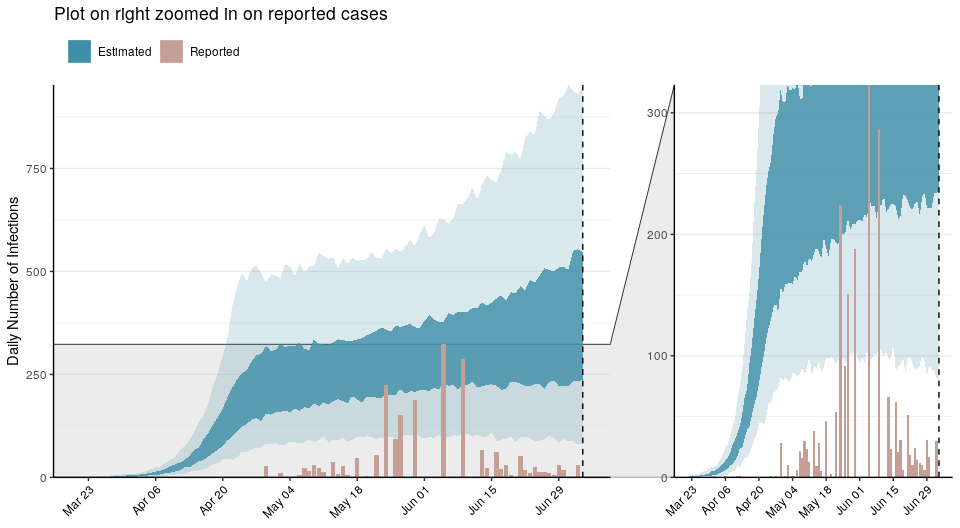 Plot on right zoomed in on reported cases
Estimated Reported
Daily Number of Infections
750
500
250
0
Mar 23 Apr 06 Apr 20 May 04 May 18 Jun 01 Jun 15 Jun 29
300
200
100
0
Mar 23 Apr 06 Apr 20 May 04 May 18 Jun 01 Jun 15 Jun 29